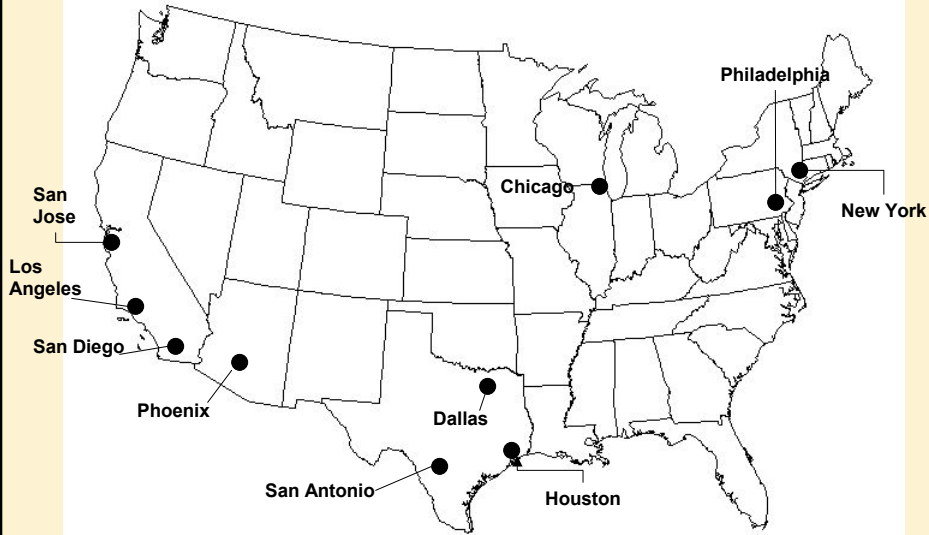 Philadelphia
Chicago
San
Jose
New York
Los
Angeles
San Diego
Phoenix
Dallas
San Antonio
Houston